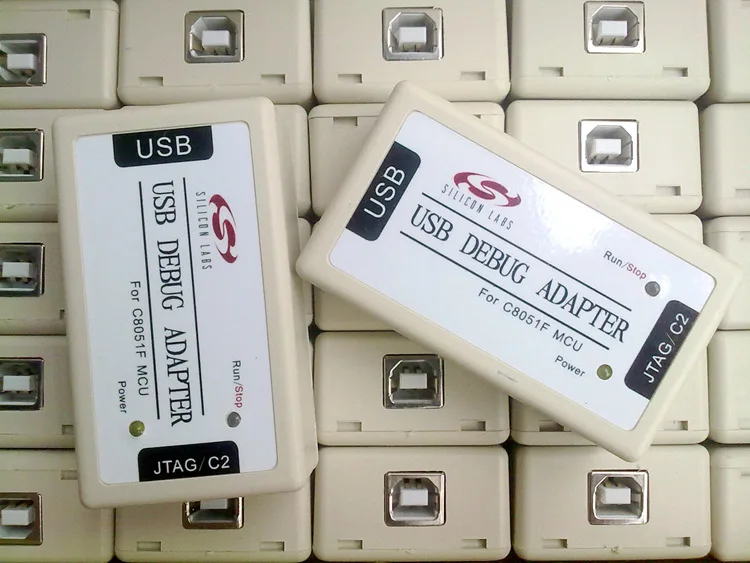 USB
SILICON LABS
USB DEBUG ADAPTER
For C8051F MCU
Run/Stop
Power
JTAG/C2
USB
SILICON LABS
USB DEBUG ADAPTER
For C8051F MCU
Run/Stop
Power
JTAG/C2